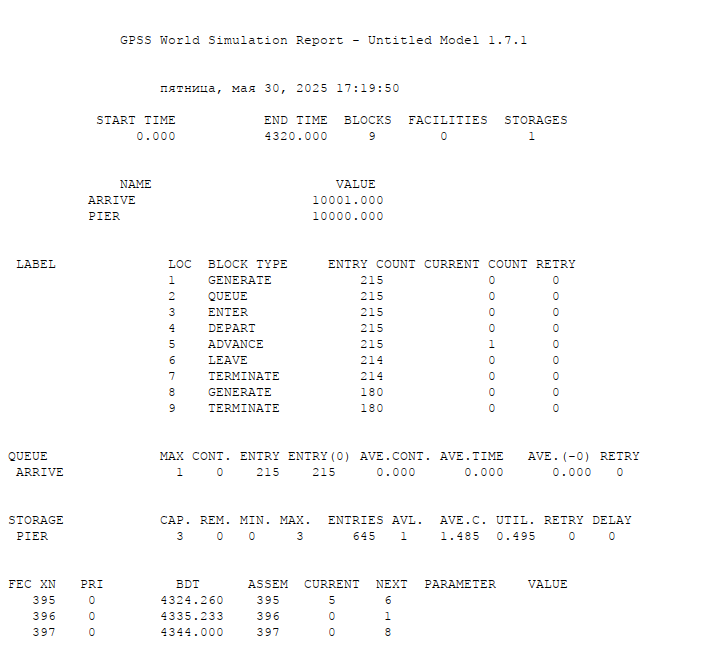 GPSS World Simulation Report - Untitled Model 1.7.1
пятница, мая 30, 2025 17:19:50
START TIME END TIME BLOCKS FACILITIES STORAGES
0.000 4320.000 9 0 1
NAME VALUE
ARRIVE 10001.000
PIER 10000.000
LABEL LOC BLOCK TYPE ENTRY COUNT CURRENT COUNT RETRY
1 GENERATE 215 0 0
2 QUEUE 215 0 0
3 ENTER 215 0 0
4 DEPART 215 0 0
5 ADVANCE 215 1 0
6 LEAVE 214 0 0
7 TERMINATE 214 0 0
8 GENERATE 180 0 0
9 TERMINATE 180 0 0
QUEUE MAX CONT. ENTRY ENTRY(0) AVE.CONT. AVE.TIME AVE.(-0) RETRY
ARRIVE 1 0 215 215 0.000 0.000 0.000 0
STORAGE CAP. REM. MIN. MAX. ENTRIES AVL. AVE.C. UTIL. RETRY DELAY
PIER 3 0 0 3 645 1 1.485 0.495 0 0
FEC XN PRI BDT ASSEM CURRENT NEXT PARAMETER VALUE
395 0 4324.260 395 5 6
396 0 4335.233 396 0 1
397 0 4344.000 397 0 8